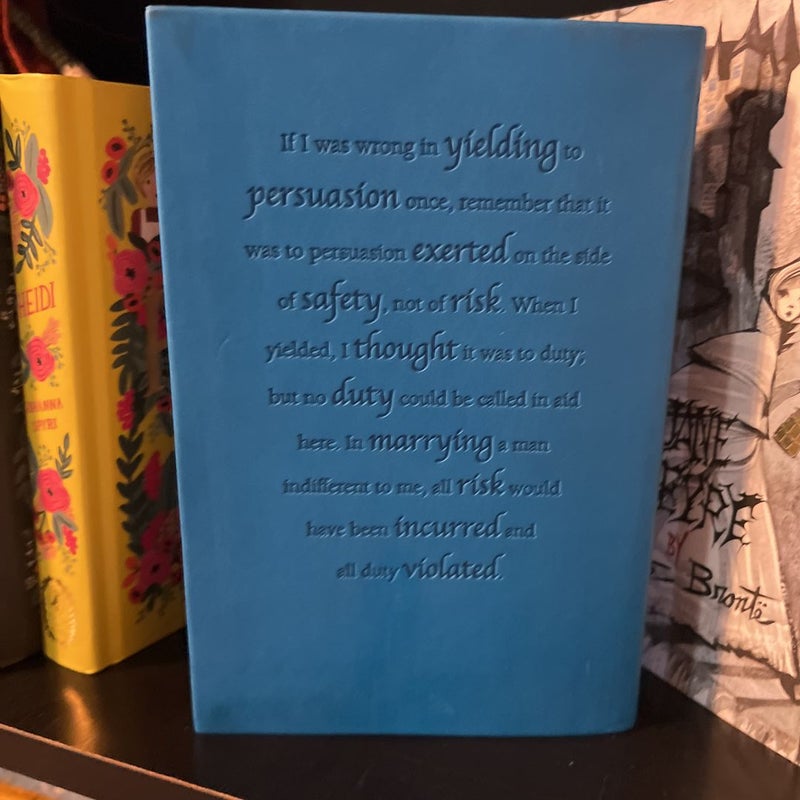 If I was wrong in yielding to
persuasion once, remember that it
was to persuasion exerted on the side
of safety, not of risk. When I
yielded, I thought it was to duty;
but no duty could be called in aid
here. In marrying a man
indifferent to me, all risk would
have been incurred and
all duty violated.
HEIDI
JANE
EYRE
BY
Brontë